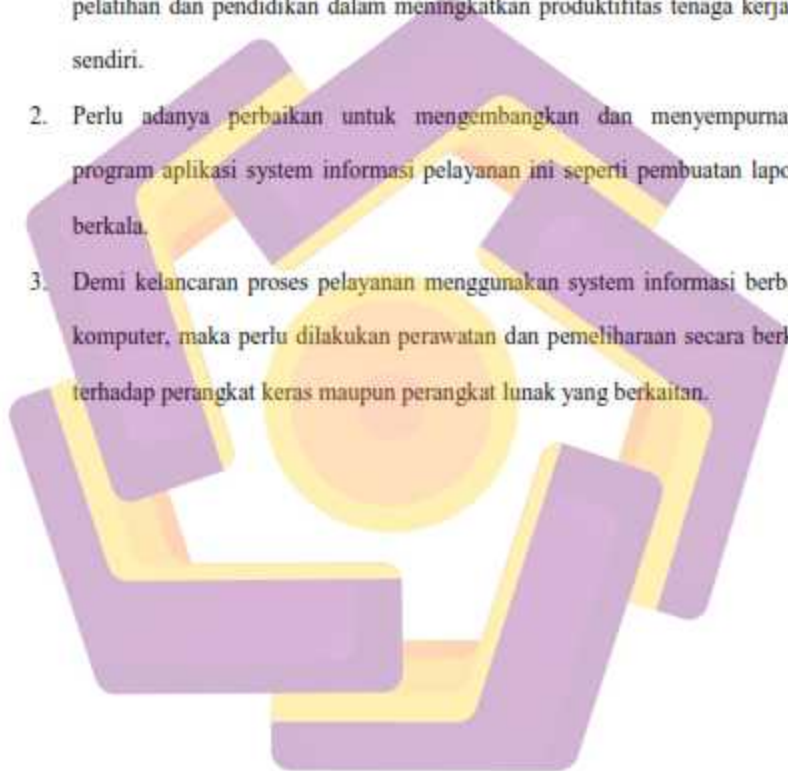 pelatihan dan pendidikan dalam meningkatkan produktifitas tenaga kerja
sendiri.
2. Perlu adanya perbaikan untuk mengembangkan dan menyempurna
program aplikasi system informasi pelayanan ini seperti pembuatan lapo
berkala.
3. Demi kelancaran proses pelayanan menggunakan system informasi berba
komputer, maka perlu dilakukan perawatan dan pemeliharaan secara berk
terhadap perangkat keras maupun perangkat lunak yang berkaitan.